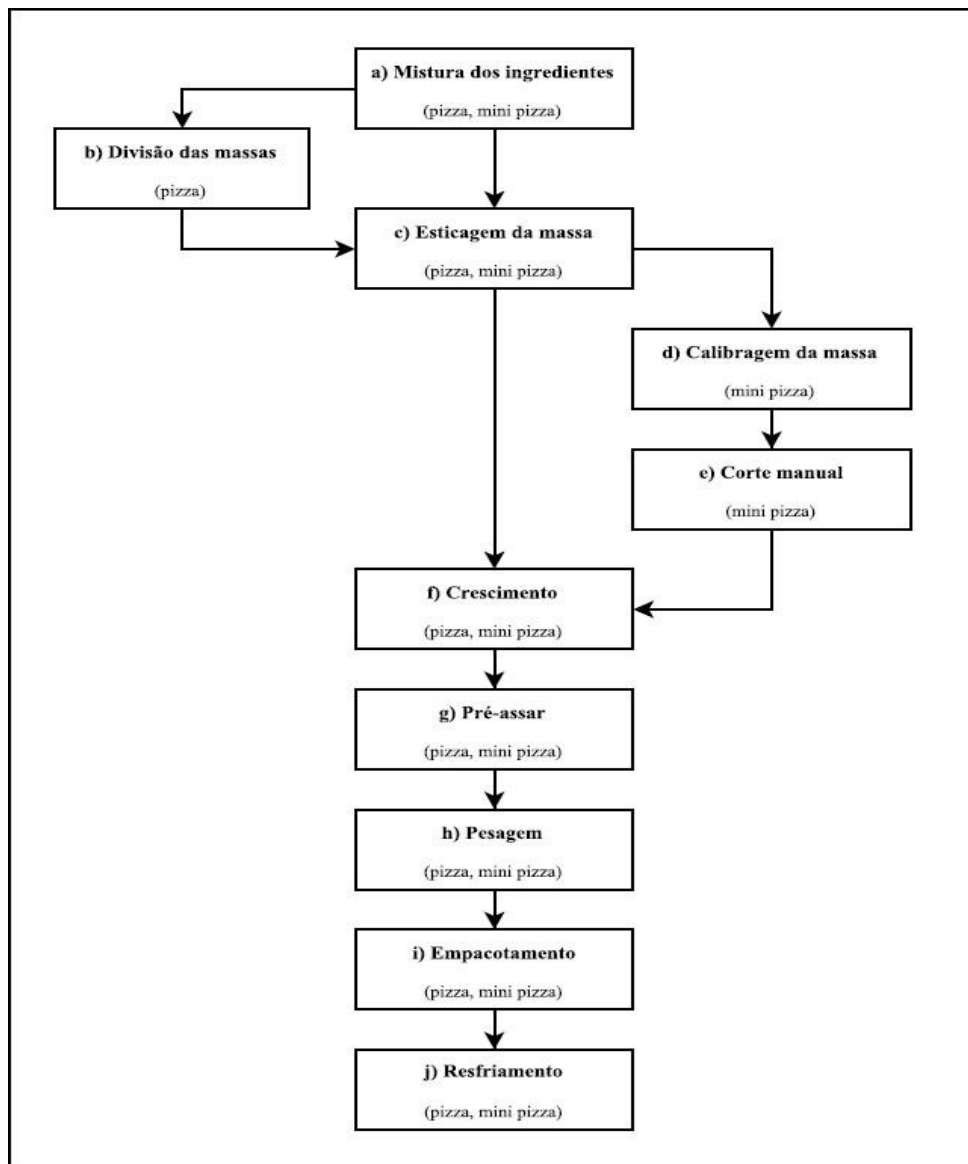 a) Mistura dos ingredientes
(pizza, mini pizza)
b) Divisão das massas
(pizza)
c) Esticagem da massa
(pizza, mini pizza)
d) Calibragem da massa
(mini pizza)
e) Corte manual
(mini pizza)
f) Crescimento
(pizza, mini pizza)
g) Pré-assar
(pizza, mini pizza)
h) Pesagem
(pizza, mini pizza)
i) Empacotamento
(pizza, mini pizza)
j) Resfriamento
(pizza, mini pizza)